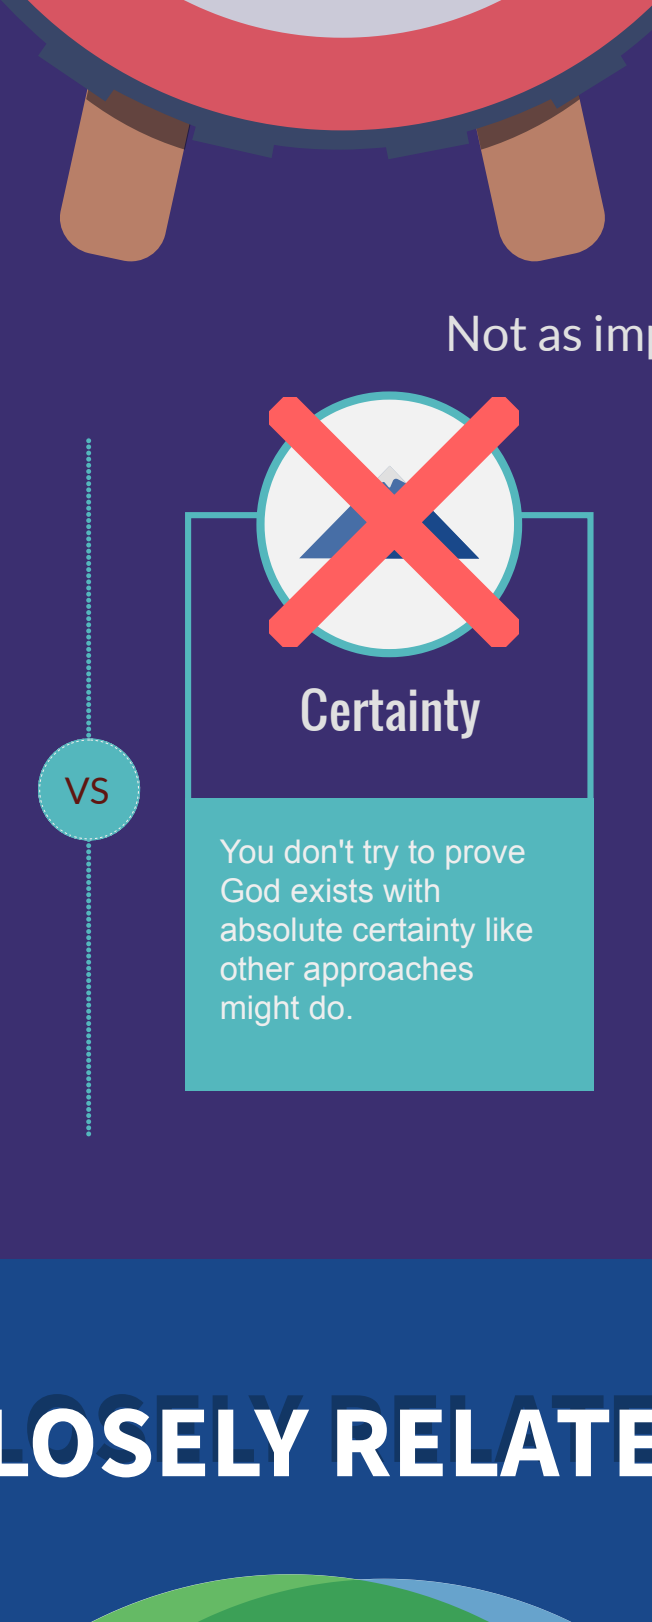 Not as imp
Certainty
VS
You don't try to prove
God exists with
absolute certainty like
other approaches
might do.
LOSELY RELATE